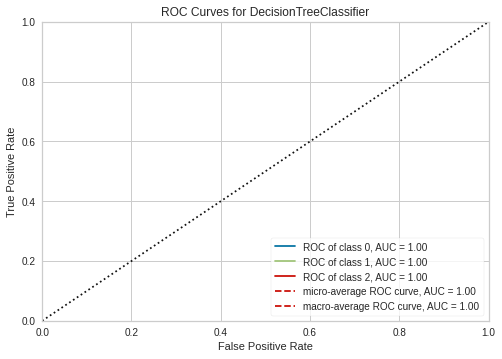 ROC Curves for DecisionTreeClassifier
1.0
0.8
0.6
0.4
0.2
0.0
True Positive Rate
ROC of class 0, AUC = 1.00
ROC of class 1, AUC = 1.00
ROC of class 2, AUC = 1.00
micro-average ROC curve, AUC = 1.00
macro-average ROC curve, AUC = 1.00
0.0 0.2 0.4 0.6 0.8 1.0
False Positive Rate